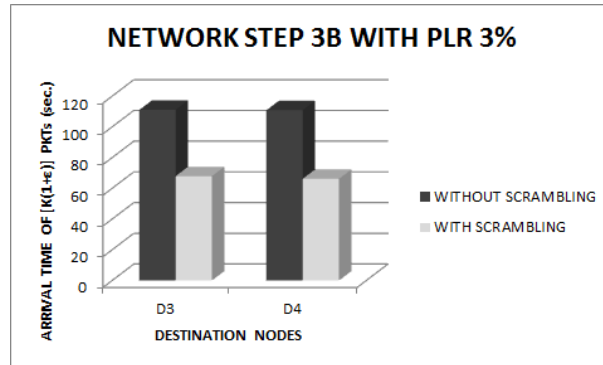 NETWORK STEP 3B WITH PLR 3%
ARRIVAL TIME OF [K(1+ε)] PKTs (sec.)
120
100
80
60
40
20
0
D3 D4
DESTINATION NODES
WITHOUT SCRAMBLING
WITH SCRAMBLING